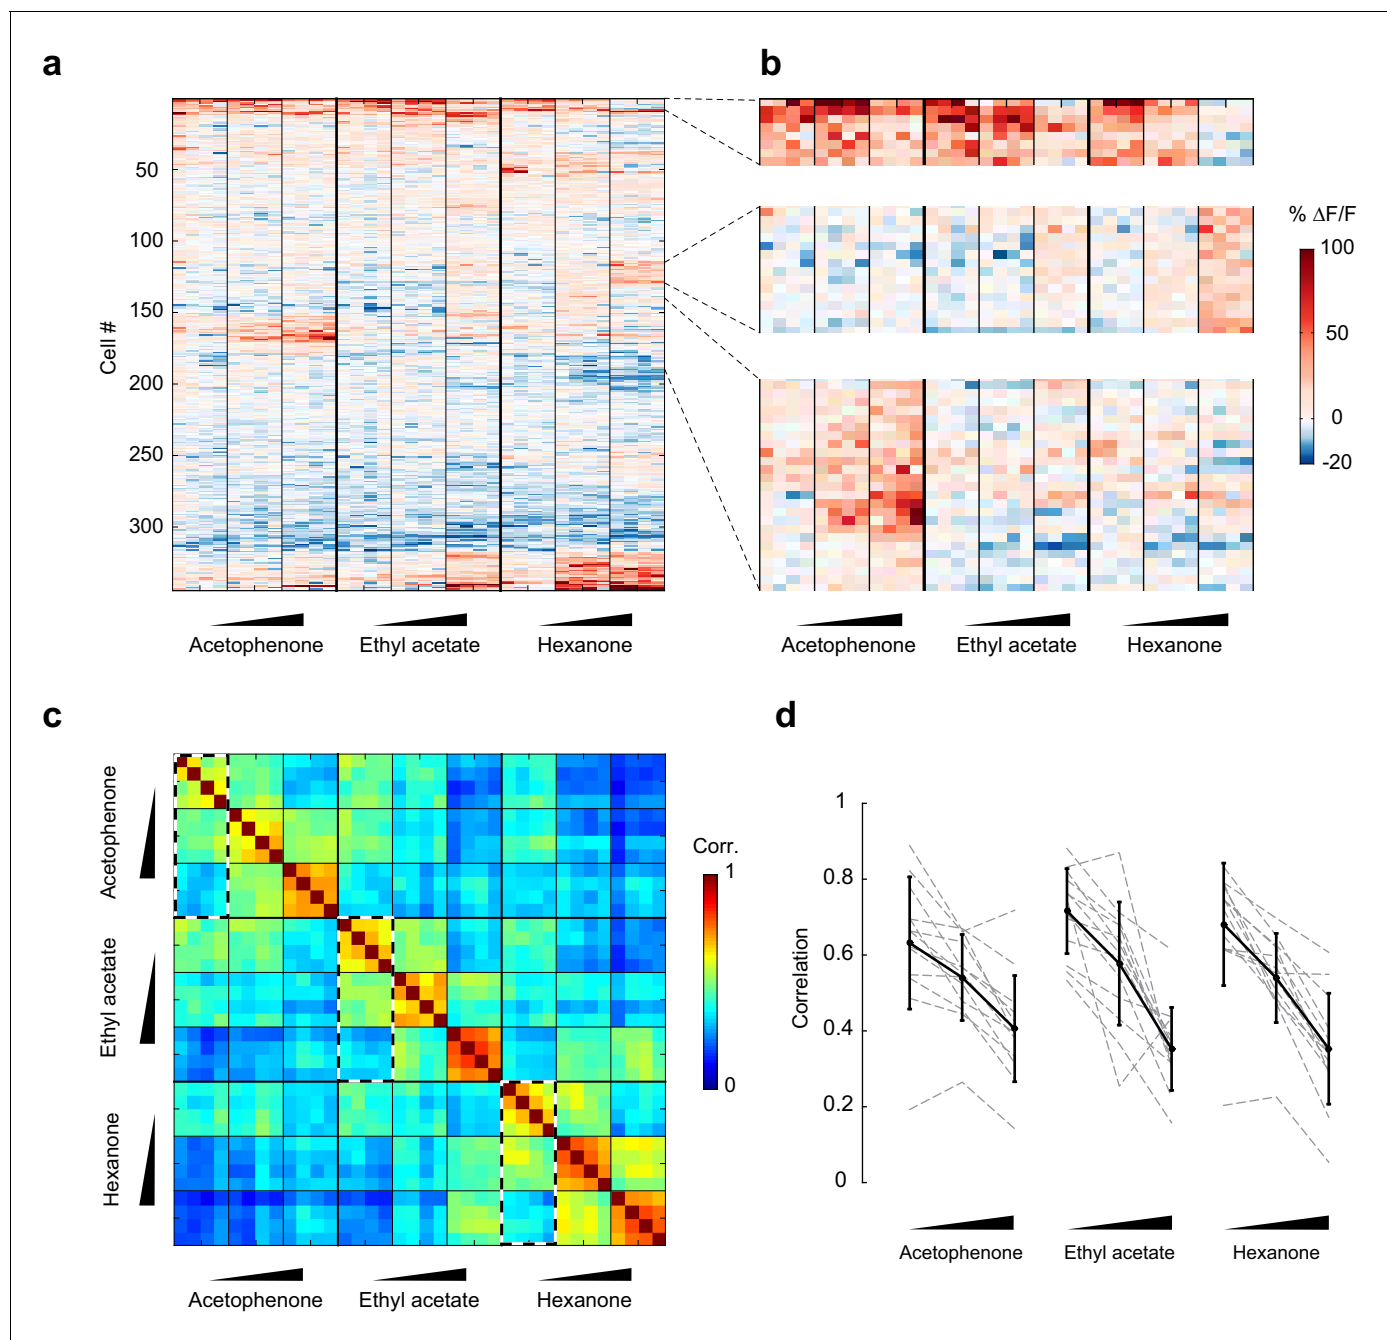 a
Cell #
50
100
150
200
250
300
Acetophenone
Ethyl acetate
Hexanone
b
% ΔF/F
100
50
0
-20
Acetophenone
Ethyl acetate
Hexanone
c
Acetophenone
Ethyl acetate
Hexanone
Corr.
1
0
Acetophenone
Ethyl acetate
Hexanone
d
Correlation
1
0.8
0.6
0.4
0.2
0
Acetophenone
Ethyl acetate
Hexanone